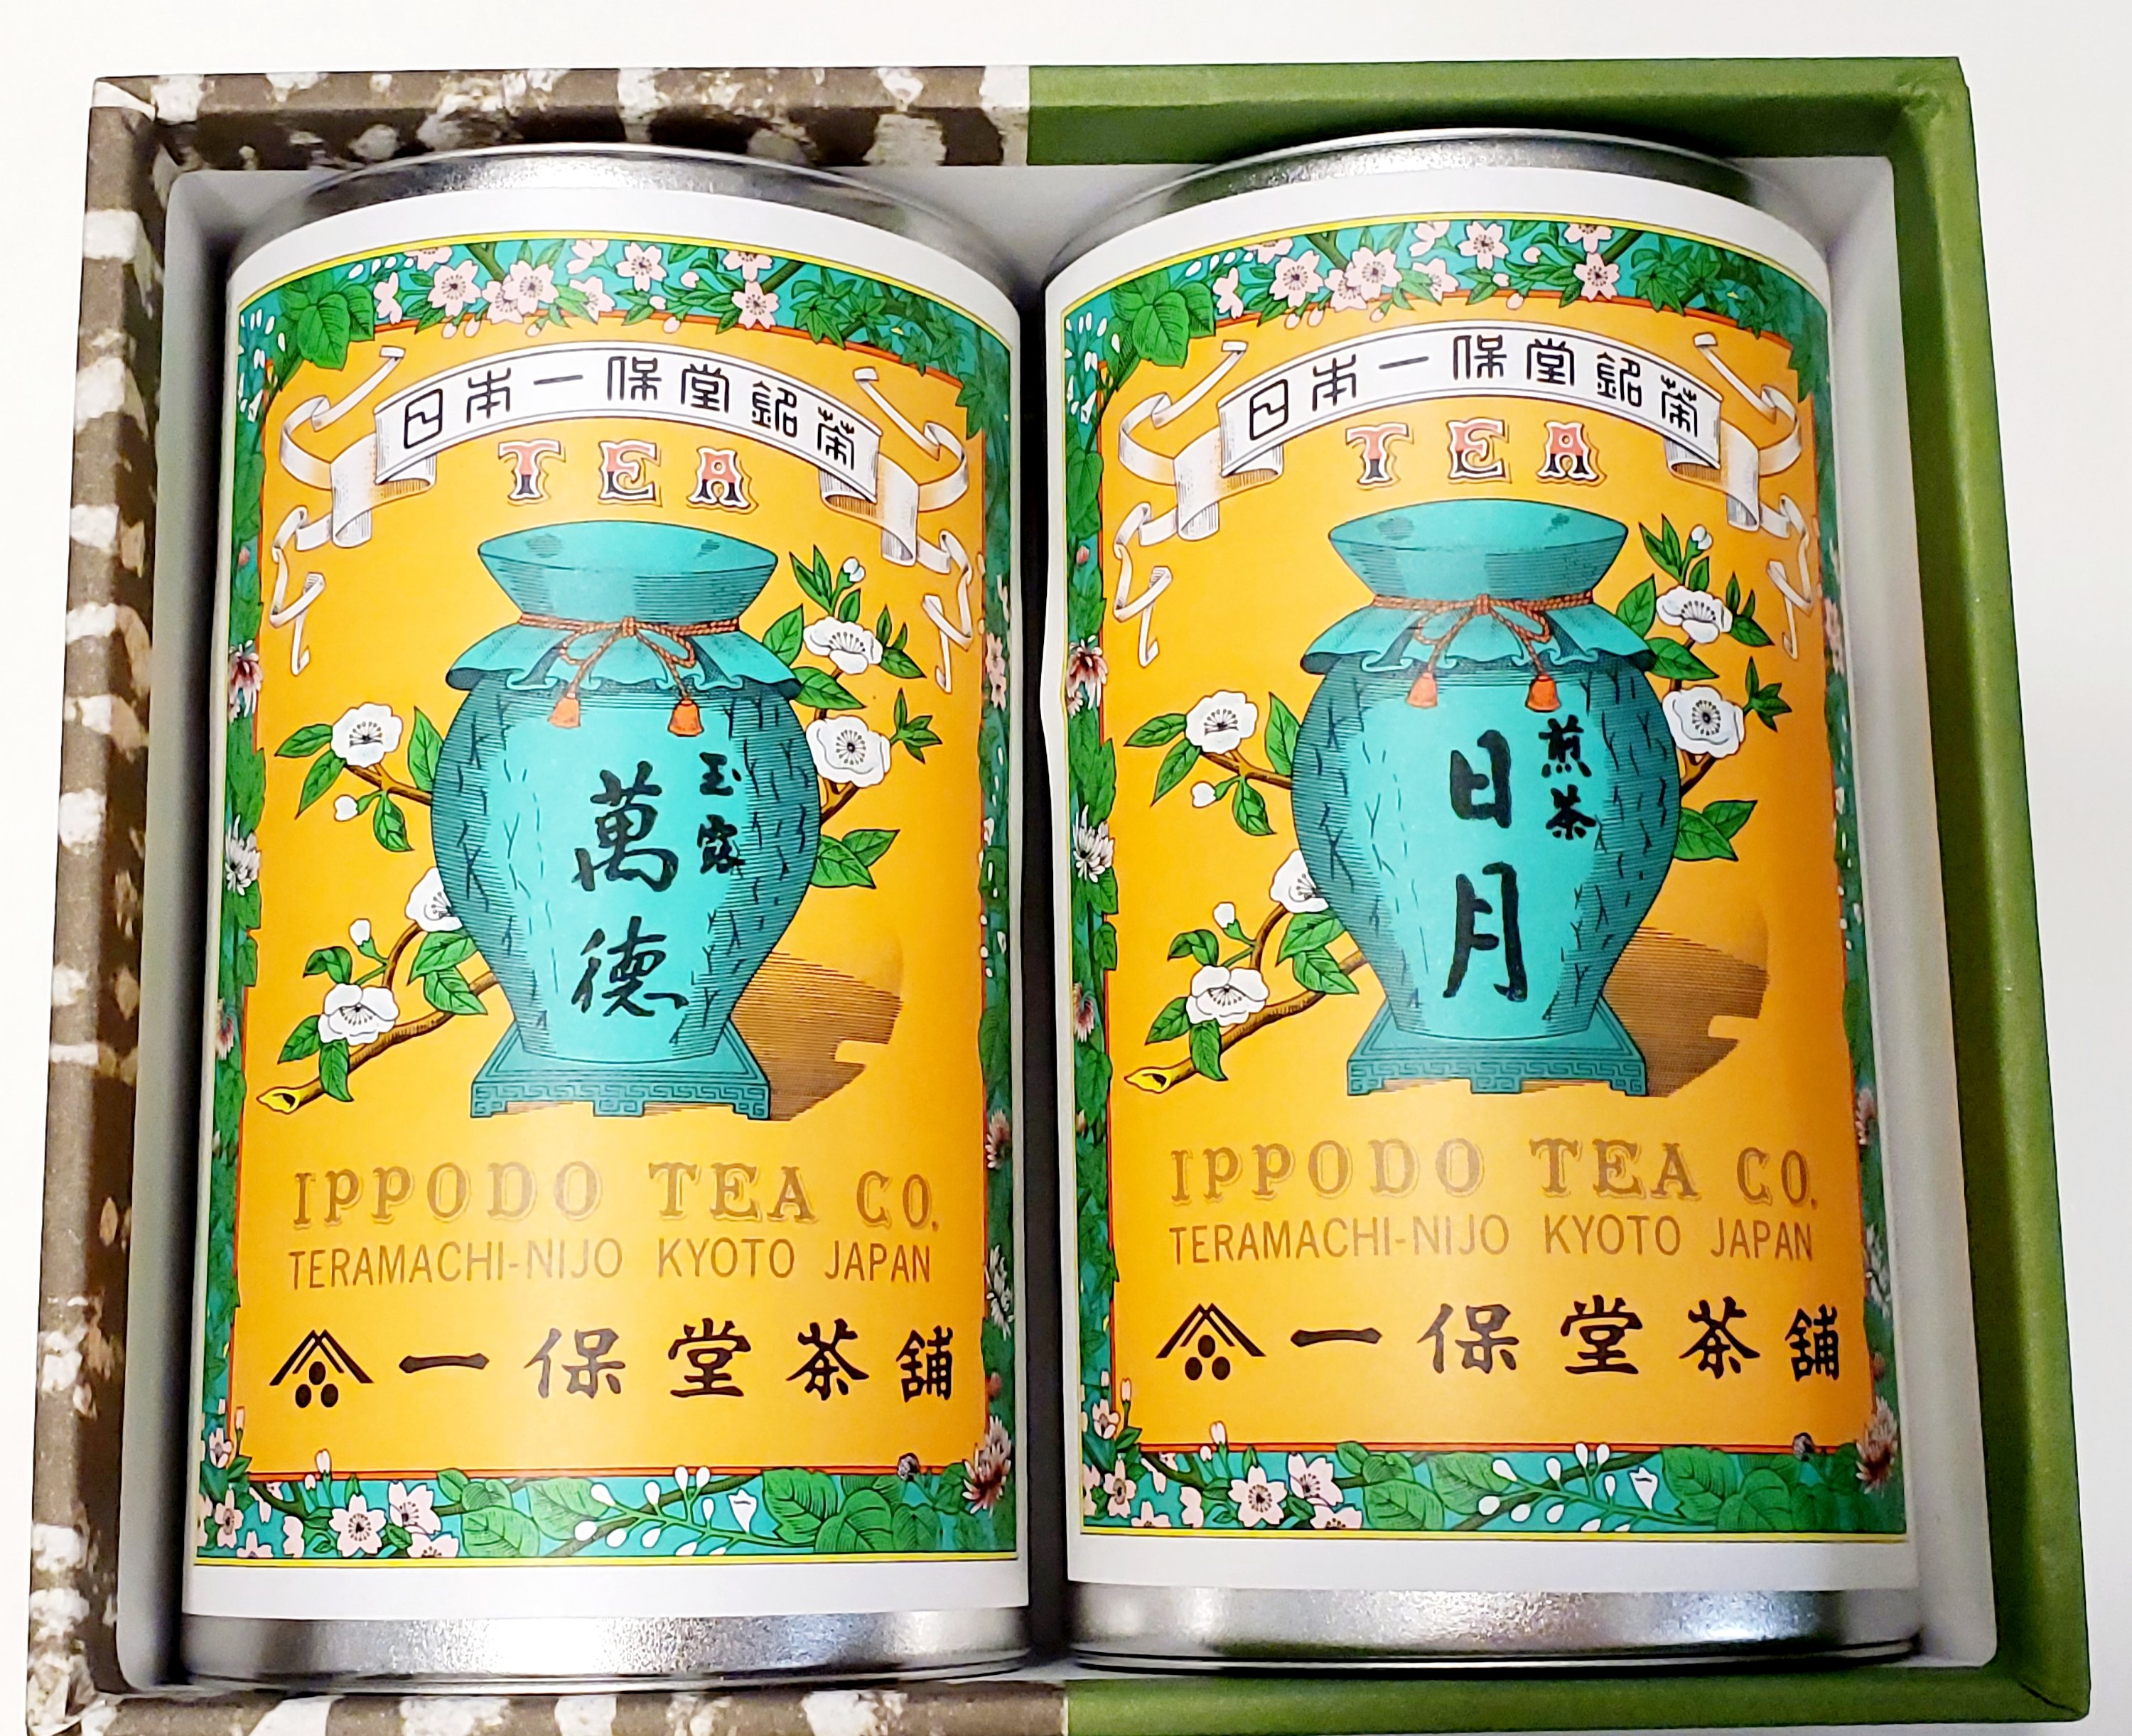 日本一保堂銘茶
TEA
玉露
萬德
IPPODO TEA CO.
TERAMACHI-NIJO KYOTO JAPAN
一保堂茶舗
日本一保堂銘茶
TEA
煎茶
日月
IPPODO TEA CO.
TERAMACHI-NIJO KYOTO JAPAN
一保堂茶舗